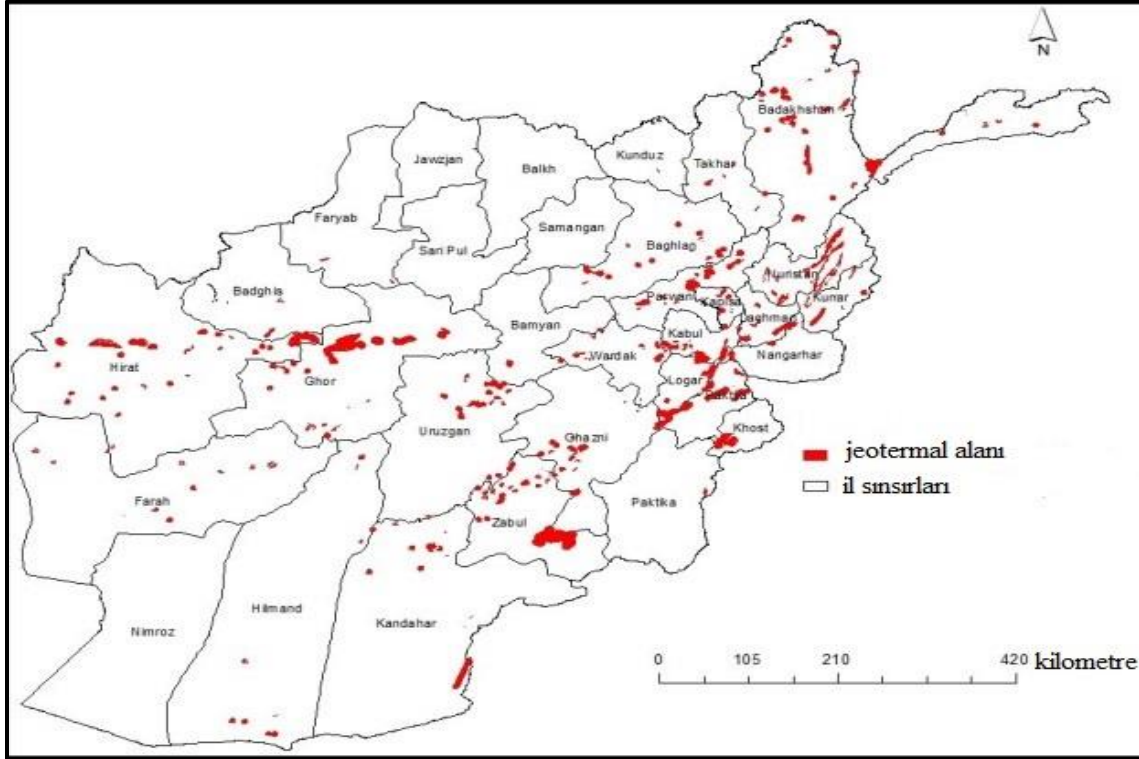 N
Badakhshan
Jawzjan
Kunduz
Takhar
Balkh
Faryab
Samangan
Sari Pul
Baghlan
Badghis
Nuristan
Kunar
Parwan
Kapisa
Laghman
Bamyan
Kabul
Wardak
Nangarhar
Hirat
Ghor
Logar
Paktia
Khost
Uruzgan
Ghazni
jeotermal alanı
il sınsırları
Farah
Zabul
Paktika
Hilmand
Kandahar
Nimroz
0 105 210 420 kilometre